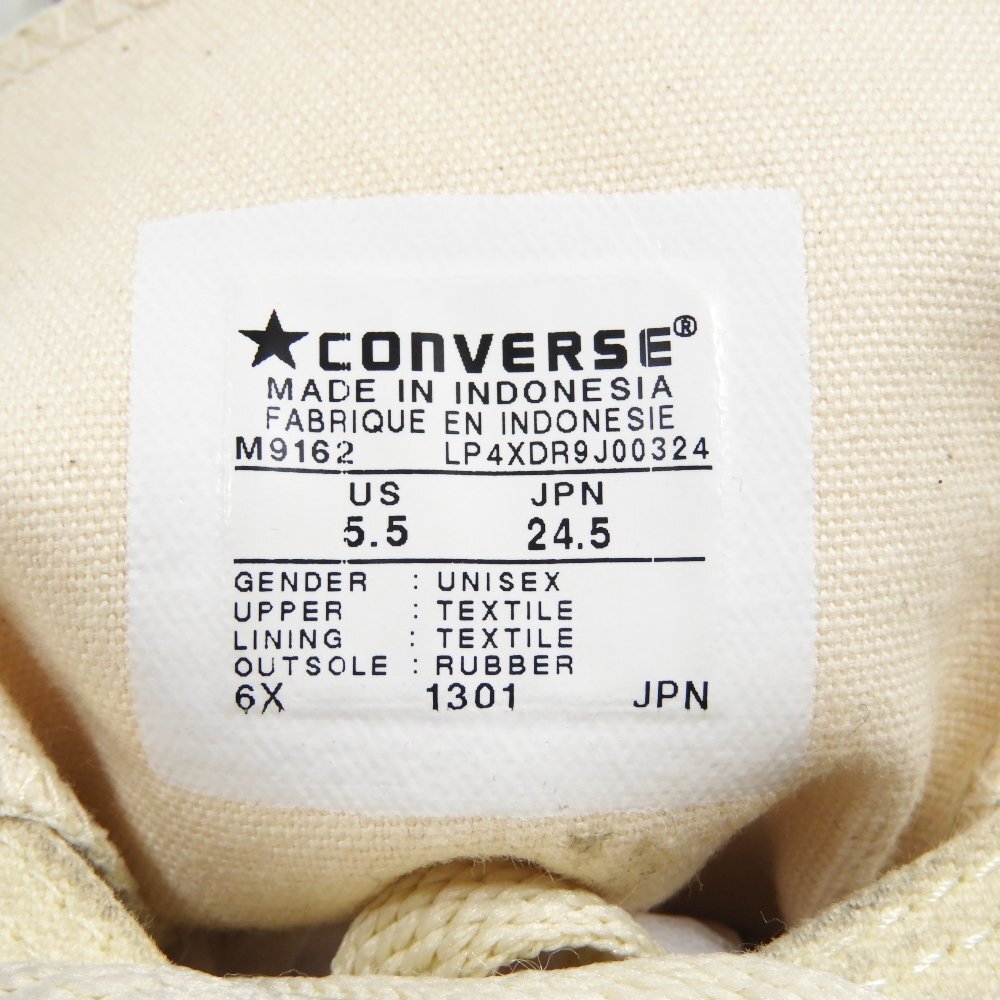 ★CONVERSE®
MADE IN INDONESIA
FABRIQUE EN INDONESIE
M9162 LP4XDR9J00324
US JPN
5.5 24.5
GENDER : UNISEX
UPPER : TEXTILE
LINING : TEXTILE
OUTSOLE : RUBBER
6X 1301 JPN